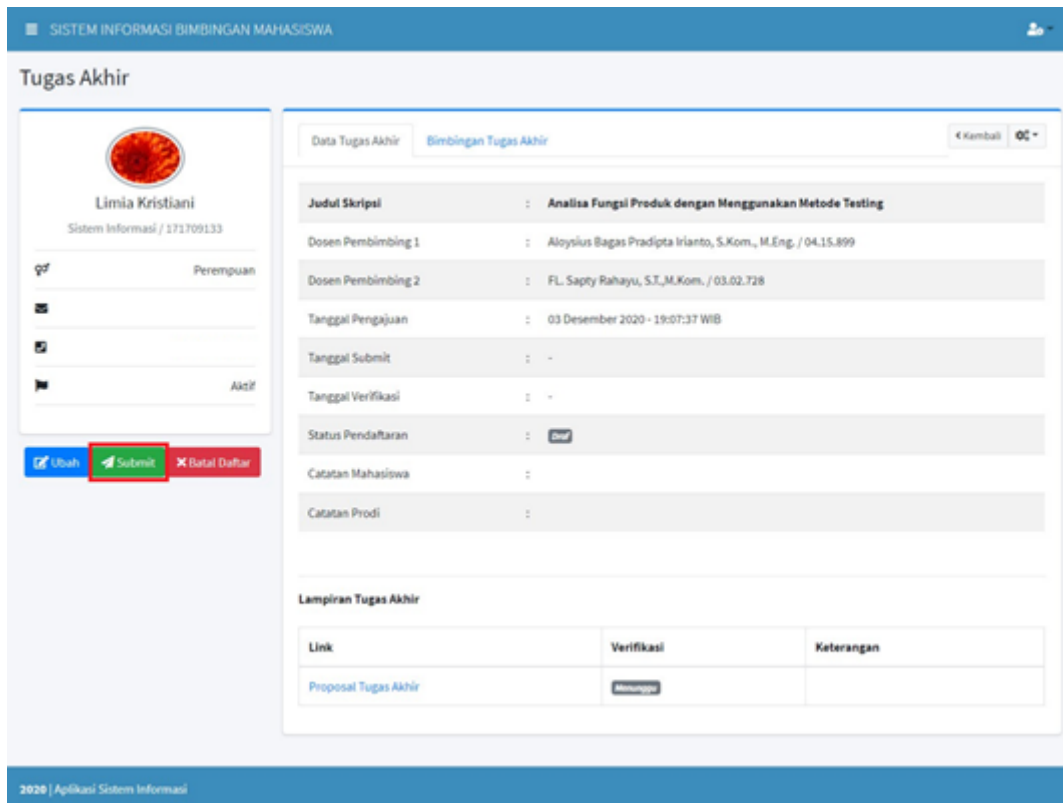 SISTEM INFORMASI BIMBINGAN MAHASISWA
Tugas Akhir
Limia Kristiani
Sistem Informasi / 171709133
Perempuan
Aktif
Ubah Submit Batal Daftar
Data Tugas Akhir Bimbingan Tugas Akhir Kembali
Judul Skripsi : Analisa Fungsi Produk dengan Menggunakan Metode Testing
Dosen Pembimbing 1 : Aloysius Bagas Pradipta Irianto, S.Kom., M.Eng. / 04.15.899
Dosen Pembimbing 2 : FL. Sapty Rahayu, S.T.,M.Kom. / 03.02.728
Tanggal Pengajuan : 03 Desember 2020 - 19:07:37 WIB
Tanggal Submit : -
Tanggal Verifikasi : -
Status Pendaftaran : Draf
Catatan Mahasiswa :
Catatan Prodi :
Lampiran Tugas Akhir
Link Verifikasi Keterangan
Proposal Tugas Akhir Menunggu
2020 | Aplikasi Sistem Informasi